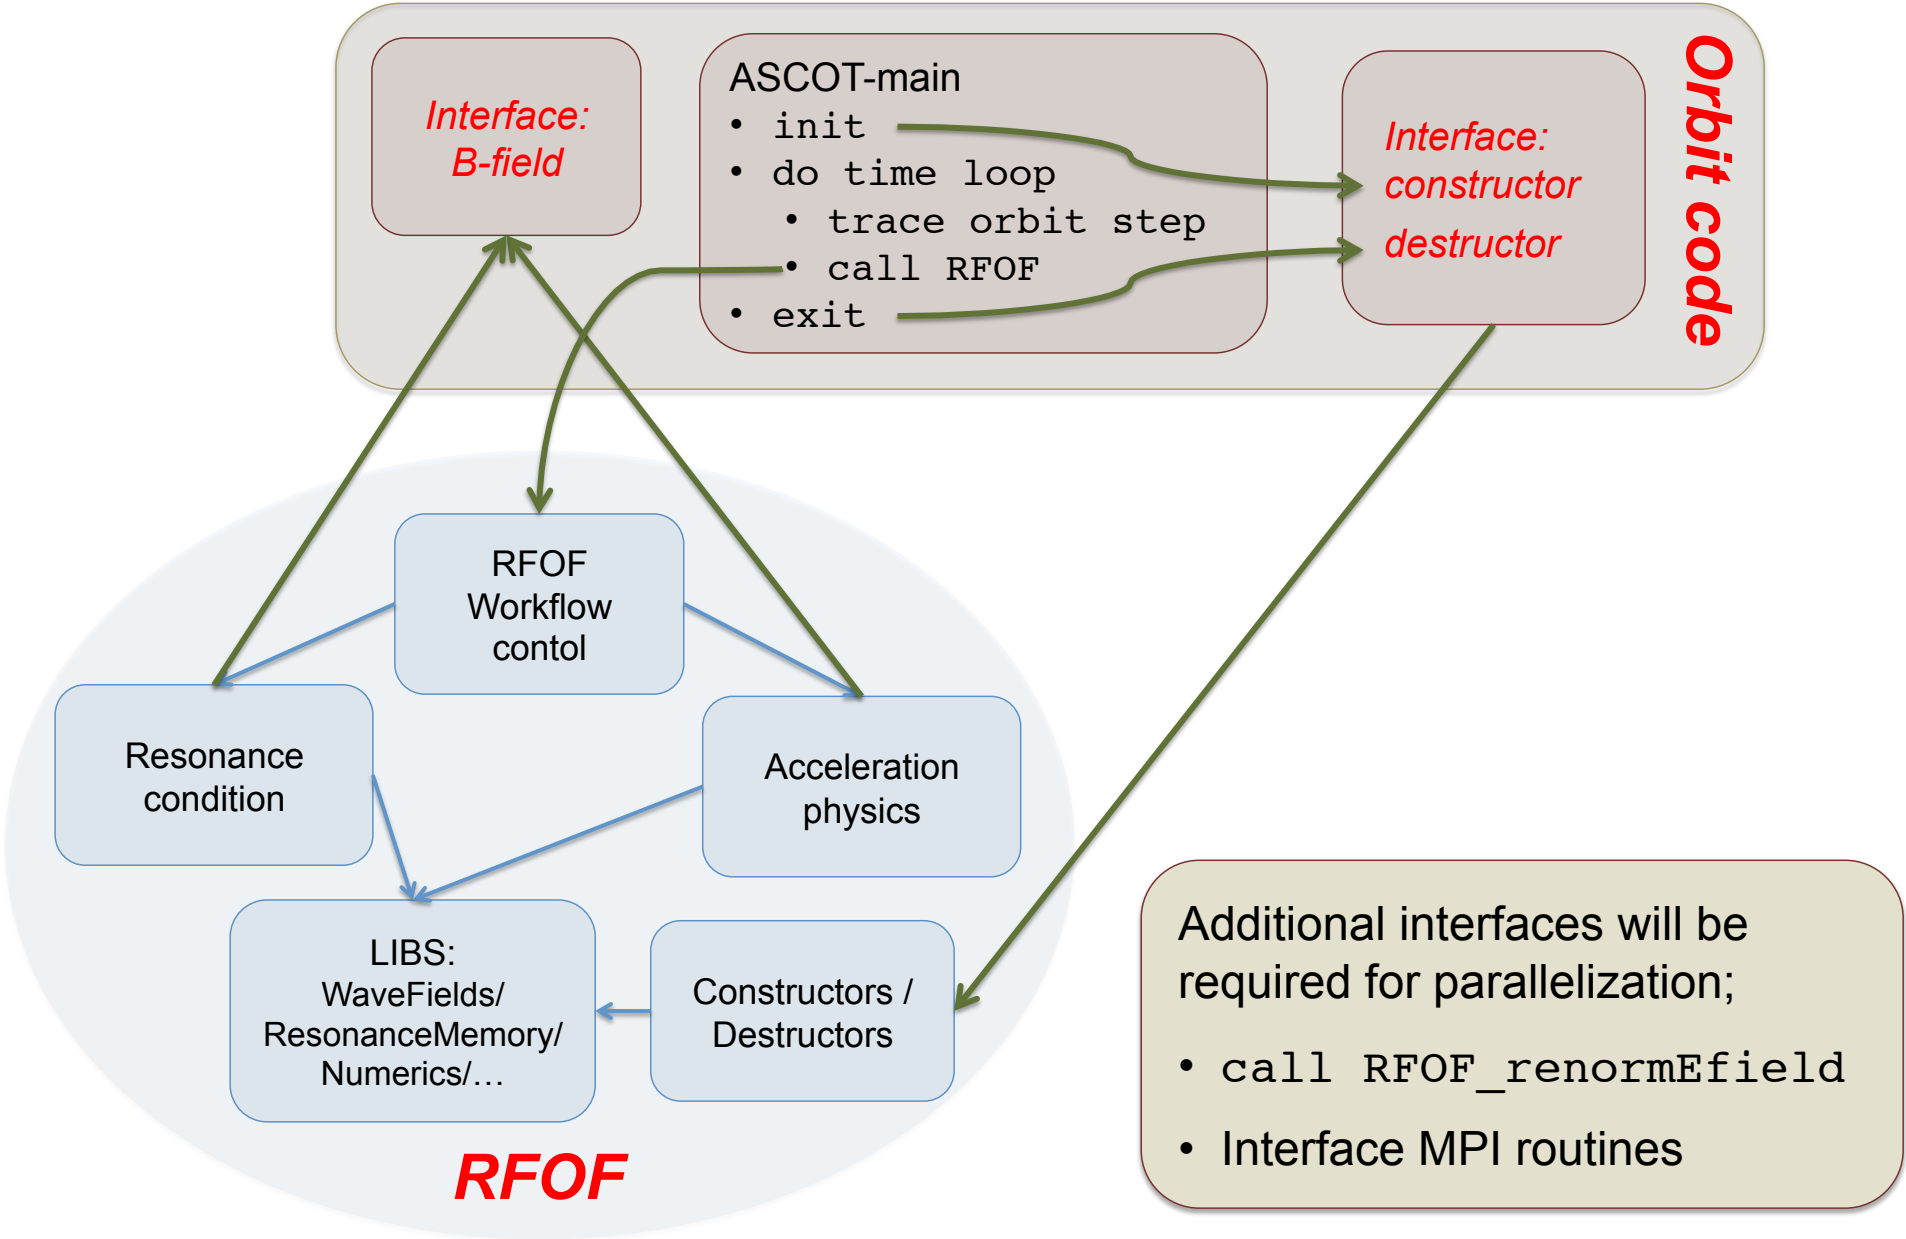 Interface:
B-field
ASCOT-main
• init
• do time loop
• trace orbit step
• call RFOF
• exit
Interface:
constructor
destructor
Orbit code
RFOF
Workflow
contol
Resonance
condition
Acceleration
physics
LIBS:
WaveFields/
ResonanceMemory/
Numerics/…
Constructors /
Destructors
RFOF
Additional interfaces will be
required for parallelization;
• call RFOF_renormEfield
• Interface MPI routines